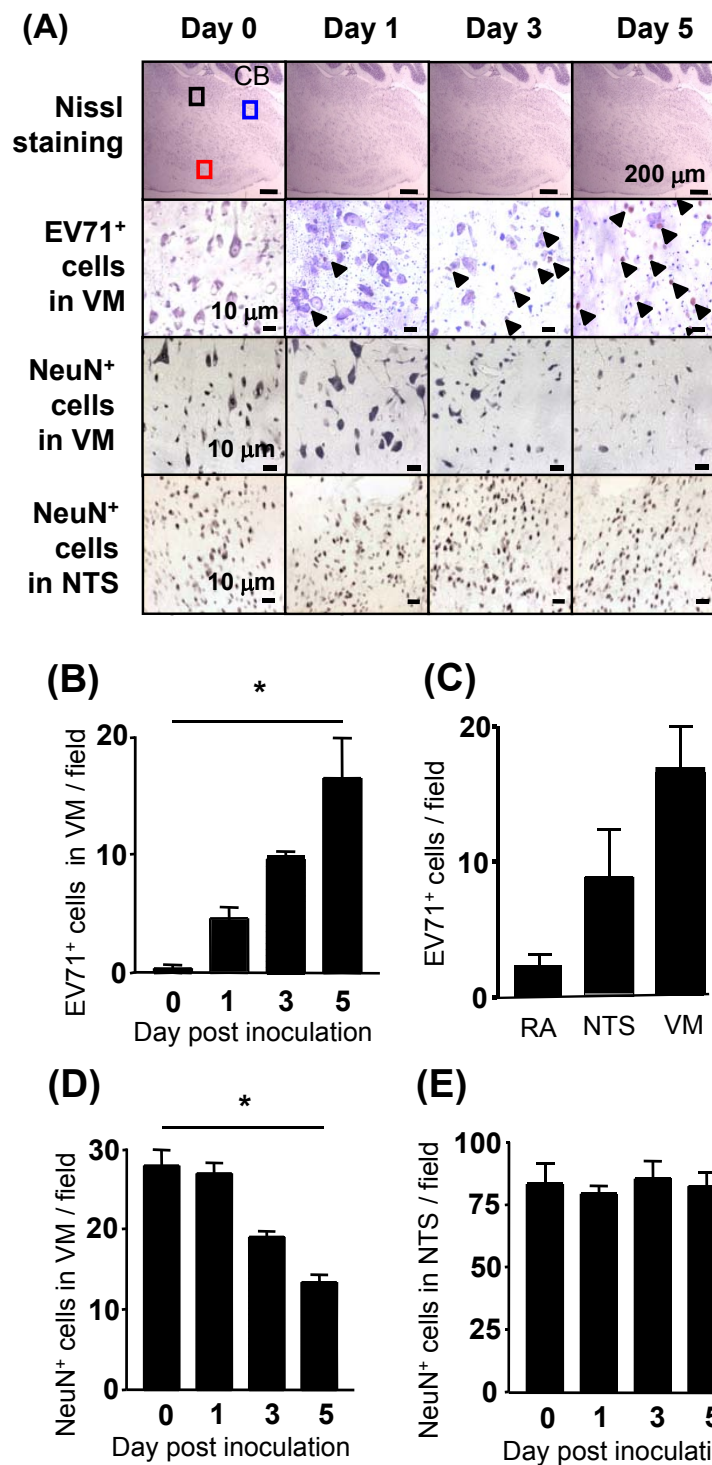 (A)
Day 0 Day 1 Day 3 Day 5
Nissl
staining
CB
200 μm
EV71⁺
cells
in VM
10 μm
NeuN⁺
cells
in VM
10 μm
NeuN⁺
cells
in NTS
10 μm
(B)
*
EV71⁺ cells in VM / field
20
10
0
0 1 3 5
Day post inoculation
(C)
EV71⁺ cells / field
20
10
0
RA NTS VM
(D)
*
NeuN⁺ cells in VM / field
30
20
10
0
0 1 3 5
Day post inoculation
(E)
NeuN⁺ cells in NTS / field
100
75
50
25
0
0 1 3 5
Day post inoculati